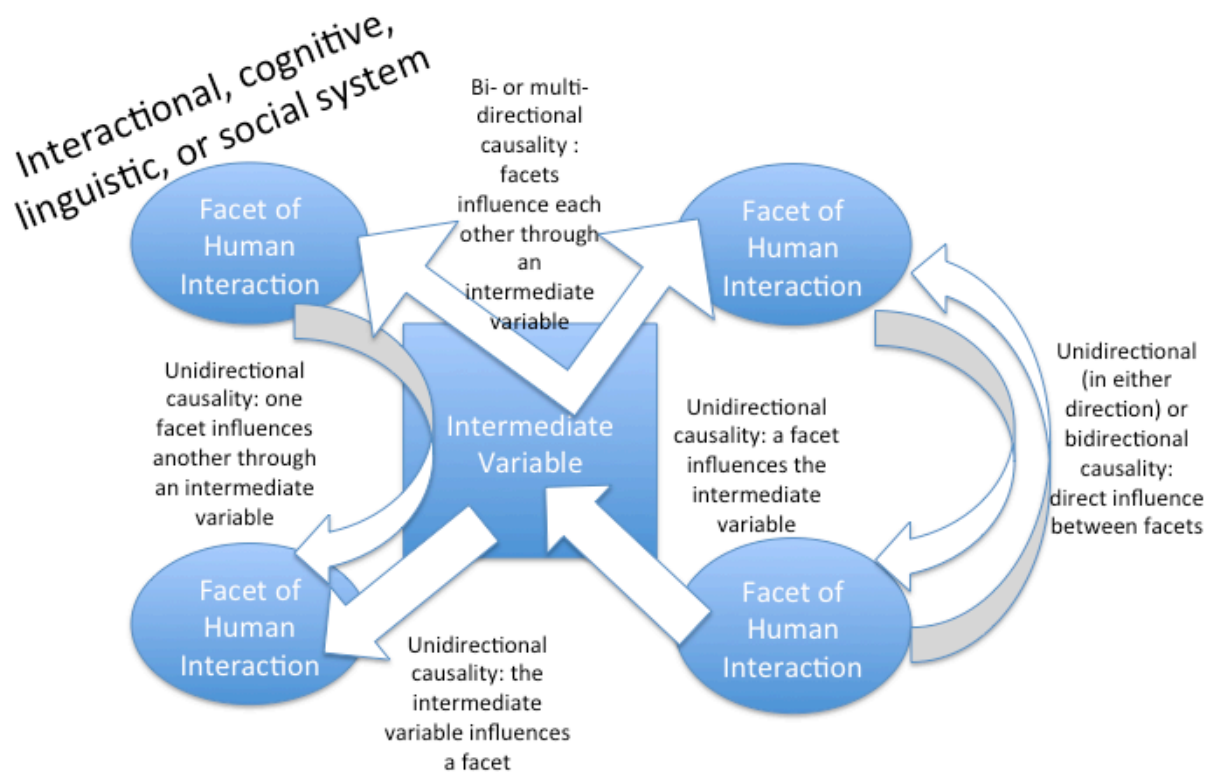 Interactional, cognitive,
linguistic, or social system
Bi- or multi-
directional
causality :
facets
influence each
other through
an
intermediate
variable
Facet of
Human
Interaction
Facet of
Human
Interaction
Unidirectional
causality: one
facet influences
another through
an intermediate
variable
Intermediate
Variable
Unidirectional
causality: a facet
influences the
intermediate
variable
Unidirectional
(in either
direction) or
bidirectional
causality:
direct influence
between facets
Facet of
Human
Interaction
Unidirectional
causality: the
intermediate
variable influences
a facet
Facet of
Human
Interaction